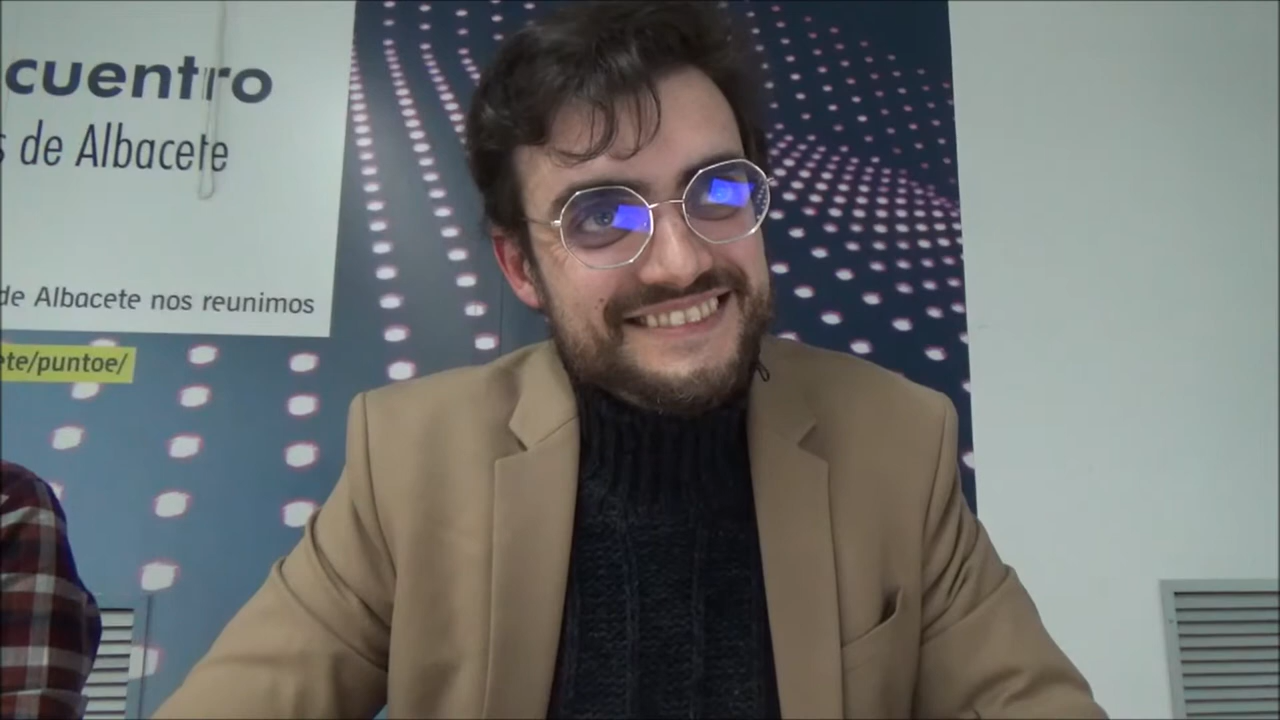 cuentro
s de Albacete
de Albacete nos reunimos
ete/puntoe/